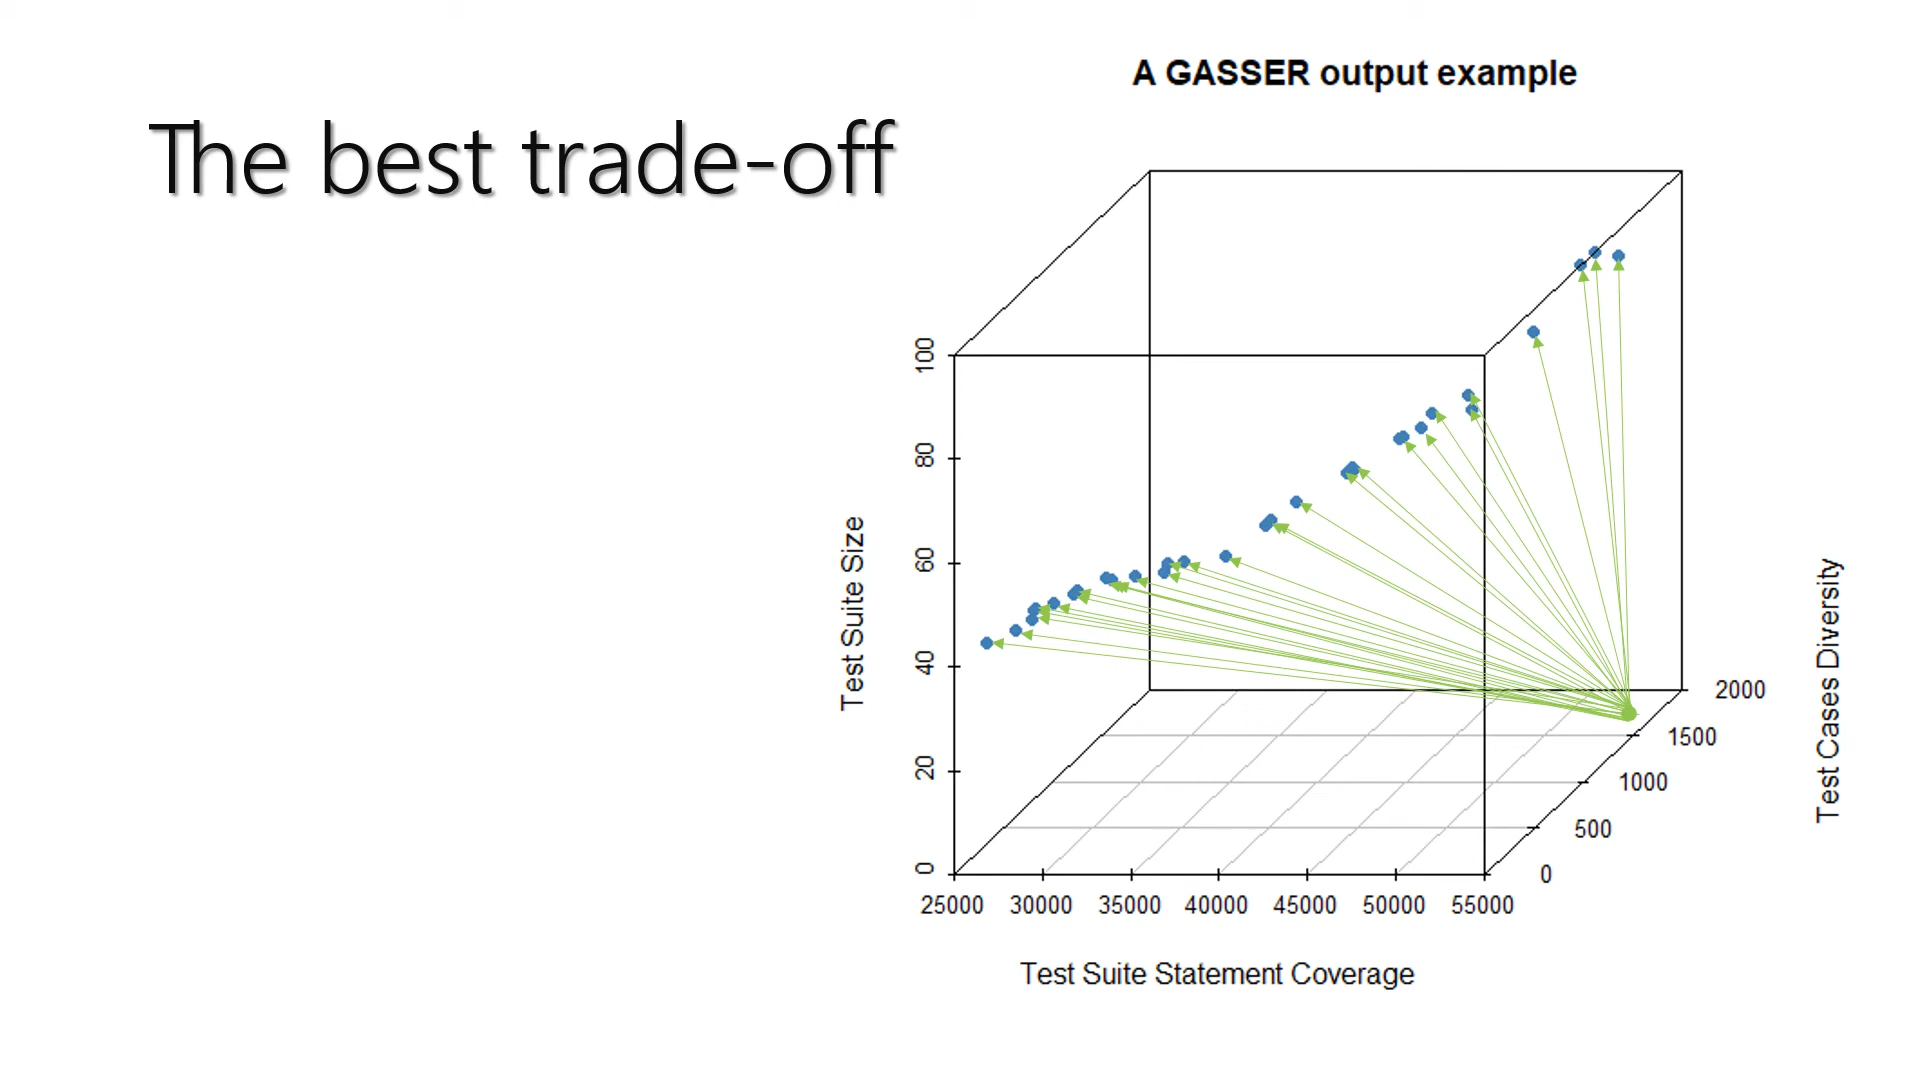 A GASSER output example
The best trade-off
100
80
60
40
20
0
Test Suite Size
25000 30000 35000 40000 45000 50000 55000
Test Suite Statement Coverage
0
500
1000
1500
2000
Test Cases Diversity